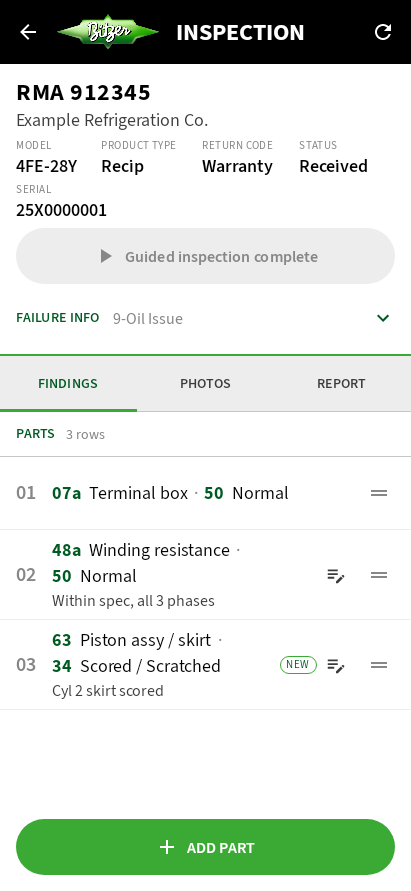 Bitzer INSPECTION
RMA 912345
Example Refrigeration Co.
MODEL PRODUCT TYPE RETURN CODE STATUS
4FE-28Y Recip Warranty Received
SERIAL
25X0000001
Guided inspection complete
FAILURE INFO 9-Oil Issue
FINDINGS PHOTOS REPORT
PARTS 3 rows
01 07a Terminal box · 50 Normal
48a Winding resistance ·
02 50 Normal
Within spec, all 3 phases
63 Piston assy / skirt ·
03 34 Scored / Scratched NEW
Cyl 2 skirt scored
ADD PART